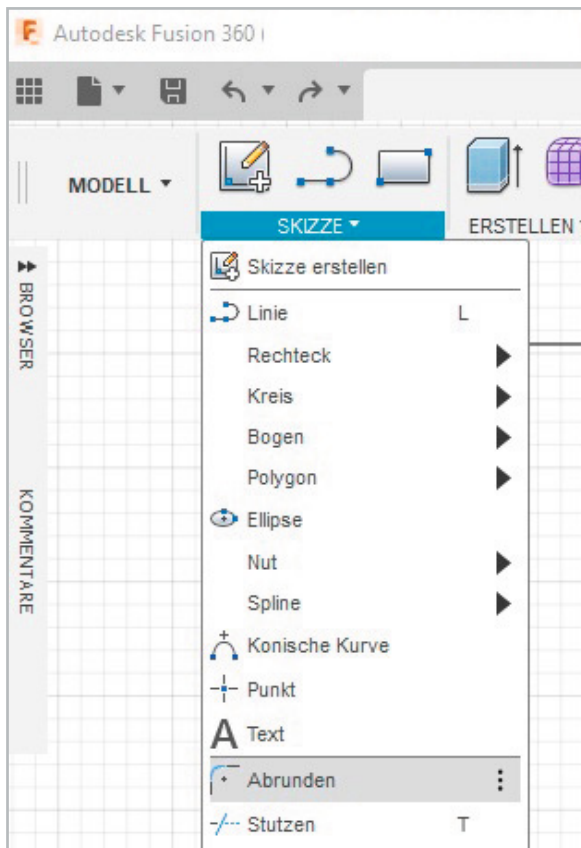 Autodesk Fusion 360
MODELL
SKIZZE
ERSTELLEN
BROWSER
KOMMENTARE
Skizze erstellen
Linie L
Rechteck
Kreis
Bogen
Polygon
Ellipse
Nut
Spline
Konische Kurve
Punkt
A Text
Abrunden
Stutzen T